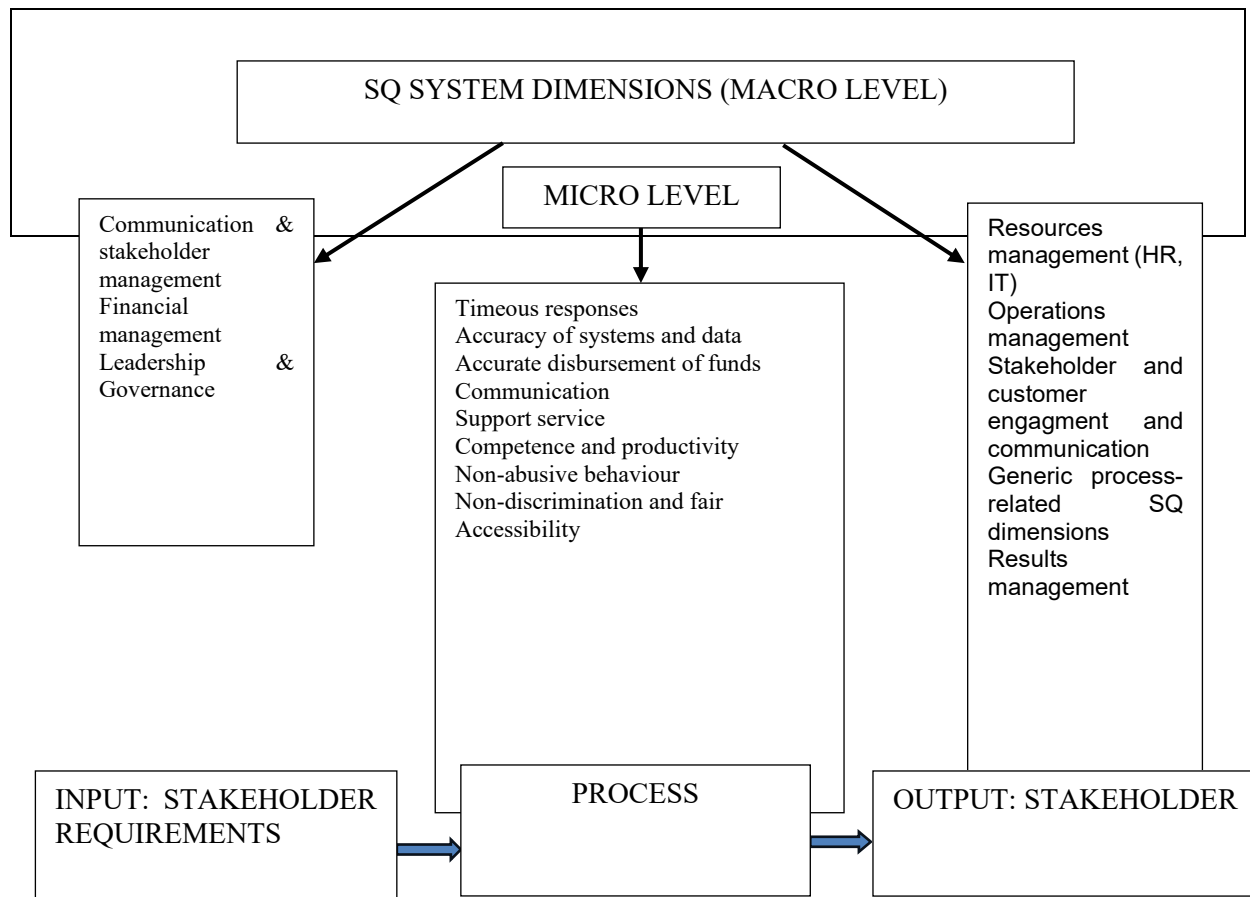 SQ SYSTEM DIMENSIONS (MACRO LEVEL)
MICRO LEVEL
Communication &
stakeholder
management
Financial
management
Leadership &
Governance
Timeous responses
Accuracy of systems and data
Accurate disbursement of funds
Communication
Support service
Competence and productivity
Non-abusive behaviour
Non-discrimination and fair
Accessibility
Resources
management (HR,
IT)
Operations
management
Stakeholder and
customer
engagment and
communication
Generic process-
related SQ
dimensions
Results
management
INPUT: STAKEHOLDER
REQUIREMENTS
PROCESS
OUTPUT: STAKEHOLDER